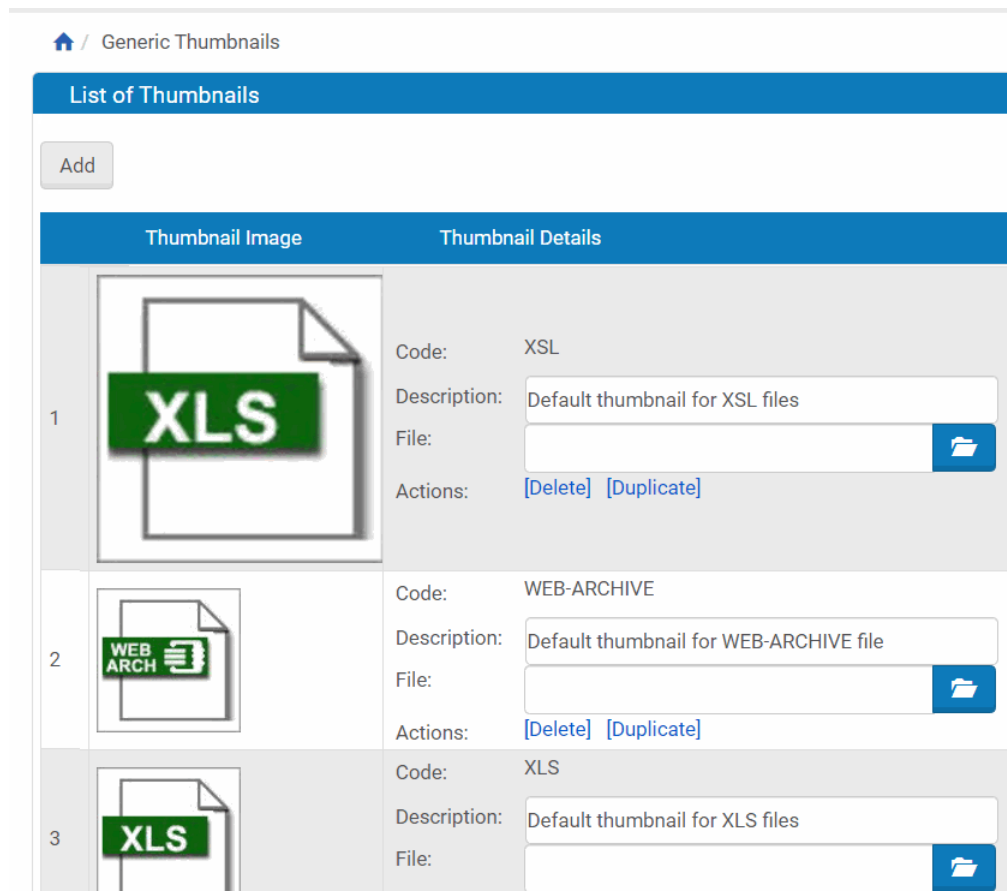 / Generic Thumbnails
List of Thumbnails
Add
Thumbnail Image Thumbnail Details
1
XLS
Code: XSL
Description: Default thumbnail for XSL files
File:
Actions: [Delete] [Duplicate]
2
WEB
ARCH
Code: WEB-ARCHIVE
Description: Default thumbnail for WEB-ARCHIVE file
File:
Actions: [Delete] [Duplicate]
3
XLS
Code: XLS
Description: Default thumbnail for XLS files
File: